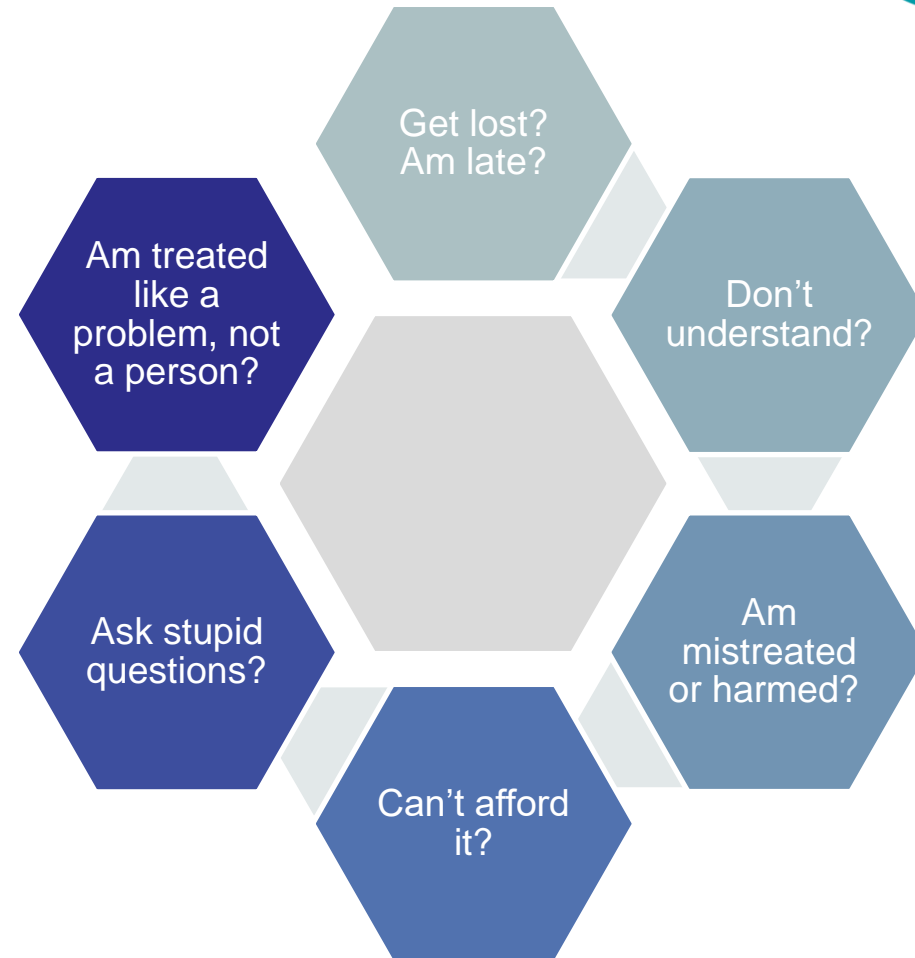 Get lost?
Am late?
Don’t
understand?
Am
mistreated
or harmed?
Can’t afford
it?
Ask stupid
questions?
Am treated
like a
problem, not
a person?